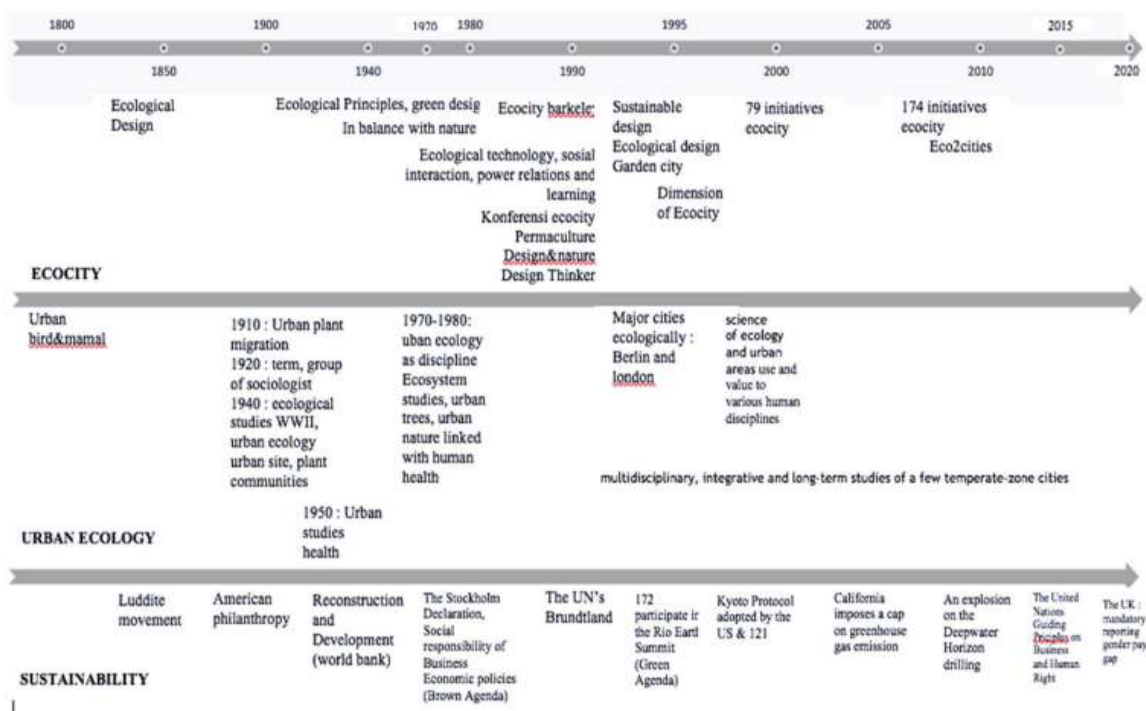 1800
1900
1970
1980
1995
2005
2015
1850
1940
1990
2000
2010
2020
Ecological
Design
Ecological Principles, green desig
In balance with nature
Ecological technology, sosial
interaction, power relations and
learning
Konferensi ecocity
Permaculture
Design&nature
Design Thinker
Ecocity barkele
Sustainable
design
Ecological design
Garden city
Dimension
of Ecocity
79 initiatives
ecocity
174 initiatives
ecocity
Eco2cities
ECOCITY
Urban
bird&mamal
1910 : Urban plant
migration
1920 : term, group
of sociologist
1940 : ecological
studies WWII,
urban ecology
urban site, plant
communities
1950 : Urban
studies
health
1970-1980:
uban ecology
as discipline
Ecosystem
studies, urban
trees, urban
nature linked
with human
health
Major cities
ecologically :
Berlin and
london
science
of ecology
and urban
areas use and
value to
various human
disciplines
multidisciplinary, integrative and long-term studies of a few temperate-zone cities
URBAN ECOLOGY
Luddite
movement
American
philanthropy
Reconstruction
and
Development
(world bank)
The Stockholm
Declaration,
Social
responsibility of
Business
Economic policies
(Brown Agenda)
The UN's
Brundtland
172
participate ir
the Rio Eartl
Summit
(Green
Agenda)
Kyoto Protocol
adopted by the
US & 121
California
imposes a cap
on greenhouse
gas emission
An explosion
on the
Deepwater
Horizon
drilling
The United
Nations
Guiding
on
Business
and Human
Right
The UK :
mandatory
reporting
gender pay
gap
SUSTAINABILITY